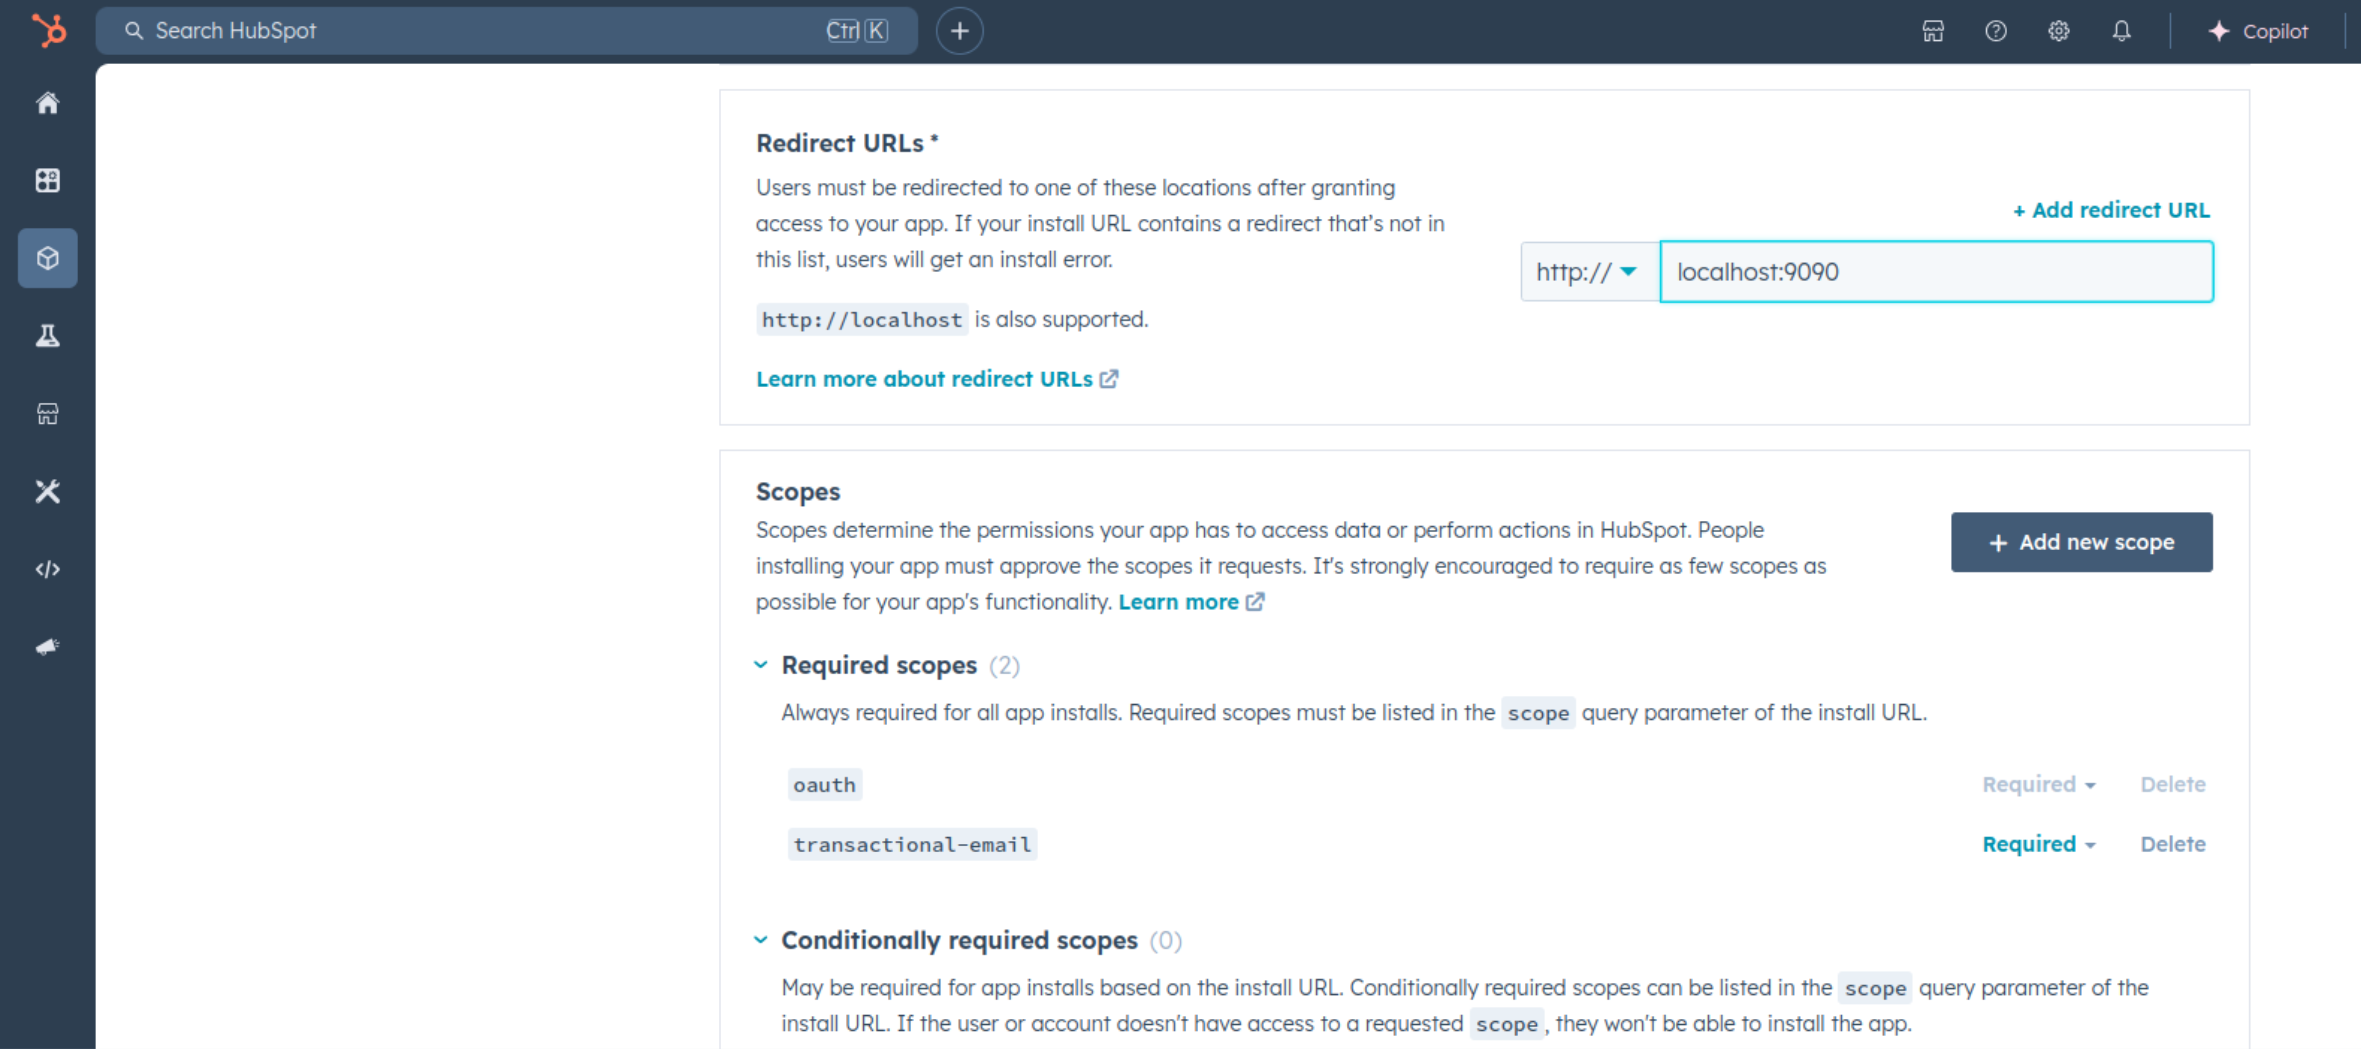 Search HubSpot
Ctrl K
Copilot
Redirect URLs *
Users must be redirected to one of these locations after granting
access to your app. If your install URL contains a redirect that's not in
this list, users will get an install error.
http://localhost is also supported.
Learn more about redirect URLs
+ Add redirect URL
http://
localhost:9090
Scopes
Scopes determine the permissions your app has to access data or perform actions in HubSpot. People
installing your app must approve the scopes it requests. It's strongly encouraged to require as few scopes as
possible for your app's functionality. Learn more
+ Add new scope
Required scopes (2)
Always required for all app installs. Required scopes must be listed in the scope query parameter of the install URL.
oauth
Required
Delete
transactional-email
Required
Delete
Conditionally required scopes (0)
May be required for app installs based on the install URL. Conditionally required scopes can be listed in the scope query parameter of the
install URL. If the user or account doesn't have access to a requested scope, they won't be able to install the app.